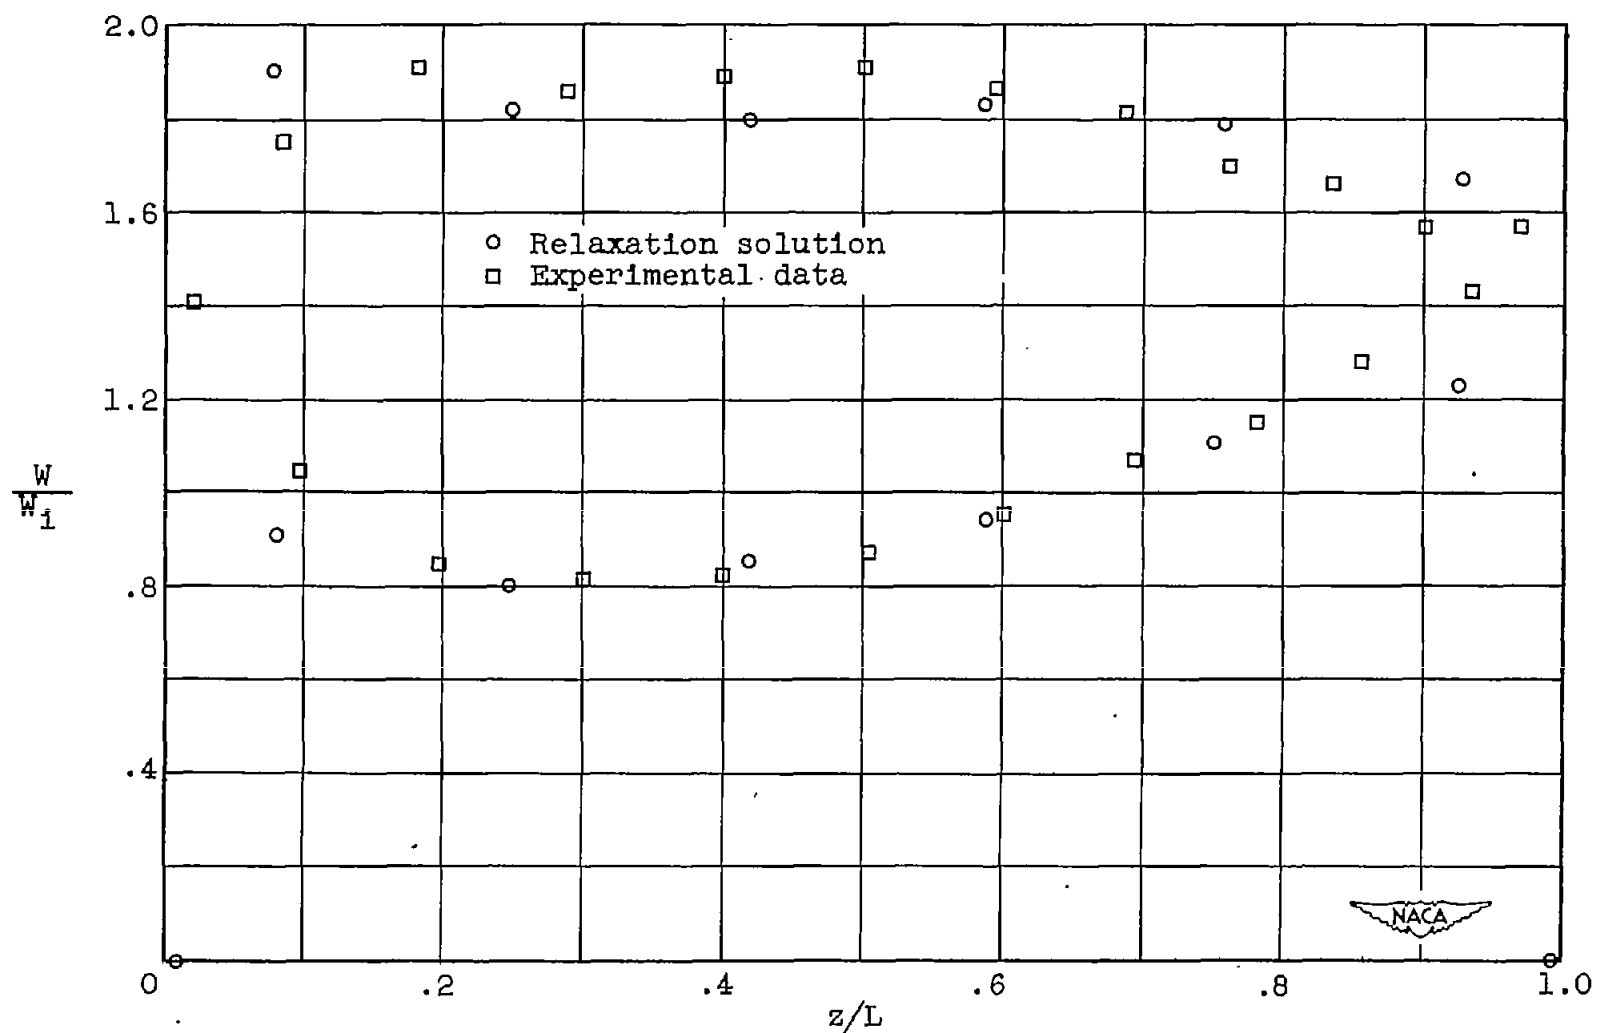 2.0
1.6
Relaxation solution
Experimental data
1.2
W
Wi
.8
.4
NACA
0 .2 .4 .6 .8 1.0
z/L